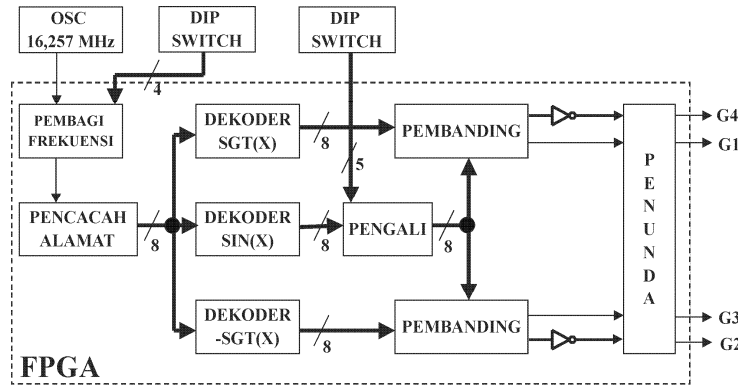 OSC
16,257 MHz
DIP
SWITCH
DIP
SWITCH
4
PEMBAGI
FREKUENSI
DEKODER
SGT(X)
8
PEMBANDING
G4
G1
5
PENCACAH
ALAMAT
8
DEKODER
SIN(X)
8
PENGALI
8
PENUNDA
DEKODER
-SGT(X)
8
PEMBANDING
G3
G2
FPGA